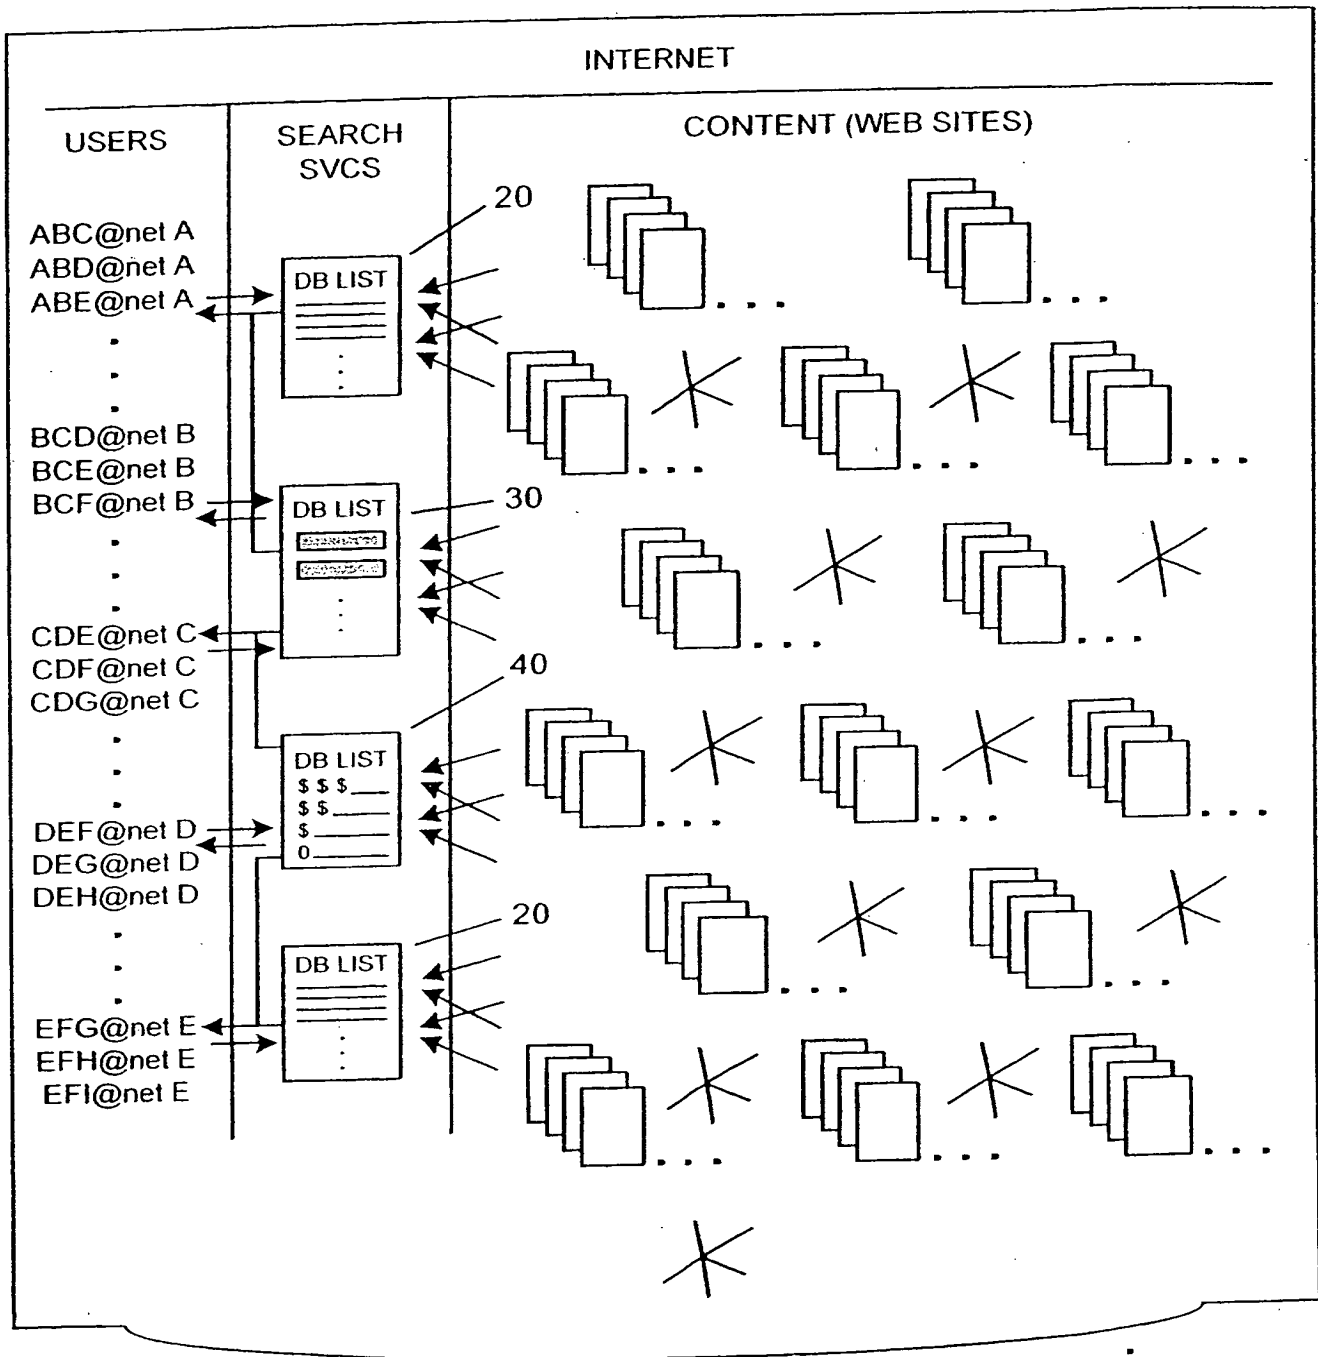 INTERNET
USERS
SEARCH
SVCS
CONTENT (WEB SITES)
ABC@net A
ABD@net A
ABE@net A
BCD@net B
BCE@net B
BCF@net B
CDE@net C
CDF@net C
CDG@net C
DEF@net D
DEG@net D
DEH@net D
EFG@net E
EFH@net E
EFI@net E
20
DB LIST
30
DB LIST
40
DB LIST
$ $ $
$ $
$
0
20
DB LIST